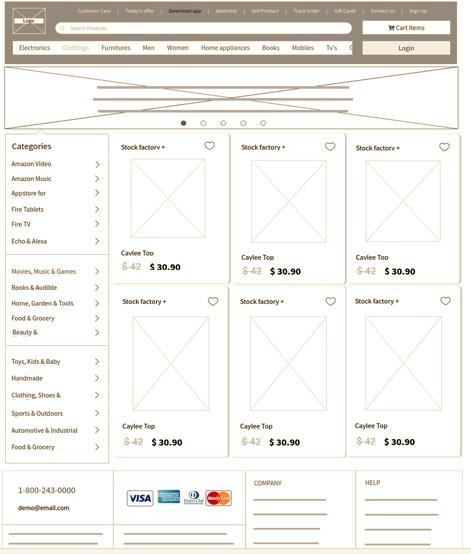 Customer Care | Today's offer | Download app | Advertise | Sell Product | Track Order | Gift Cards | Contact Us | Sign Up
Logo
Search Products
Cart Items
Electronics Clothings Furnitures Men Women Home appliances Books Mobiles Tv's
Login
Categories
Amazon Video
Amazon Music
Appstore for
Fire Tablets
Fire TV
Echo & Alexa
Movies, Music & Games
Books & Audible
Home, Garden & Tools
Food & Grocery
Beauty &
Toys, Kids & Baby
Handmade
Clothing, Shoes &
Sports & Outdoors
Automotive & Industrial
Food & Grocery
Stock factory +
Caylee Top
$ 42 $ 30.90
Stock factory +
Caylee Top
$ 42 $ 30.90
Stock factory +
Caylee Top
$ 42 $ 30.90
Stock factory +
Caylee Top
$ 42 $ 30.90
Stock factory +
Caylee Top
$ 42 $ 30.90
Stock factory +
Caylee Top
$ 42 $ 30.90
1-800-243-0000
demo@email.com
VISA
Diners Club
MasterCard
COMPANY
HELP